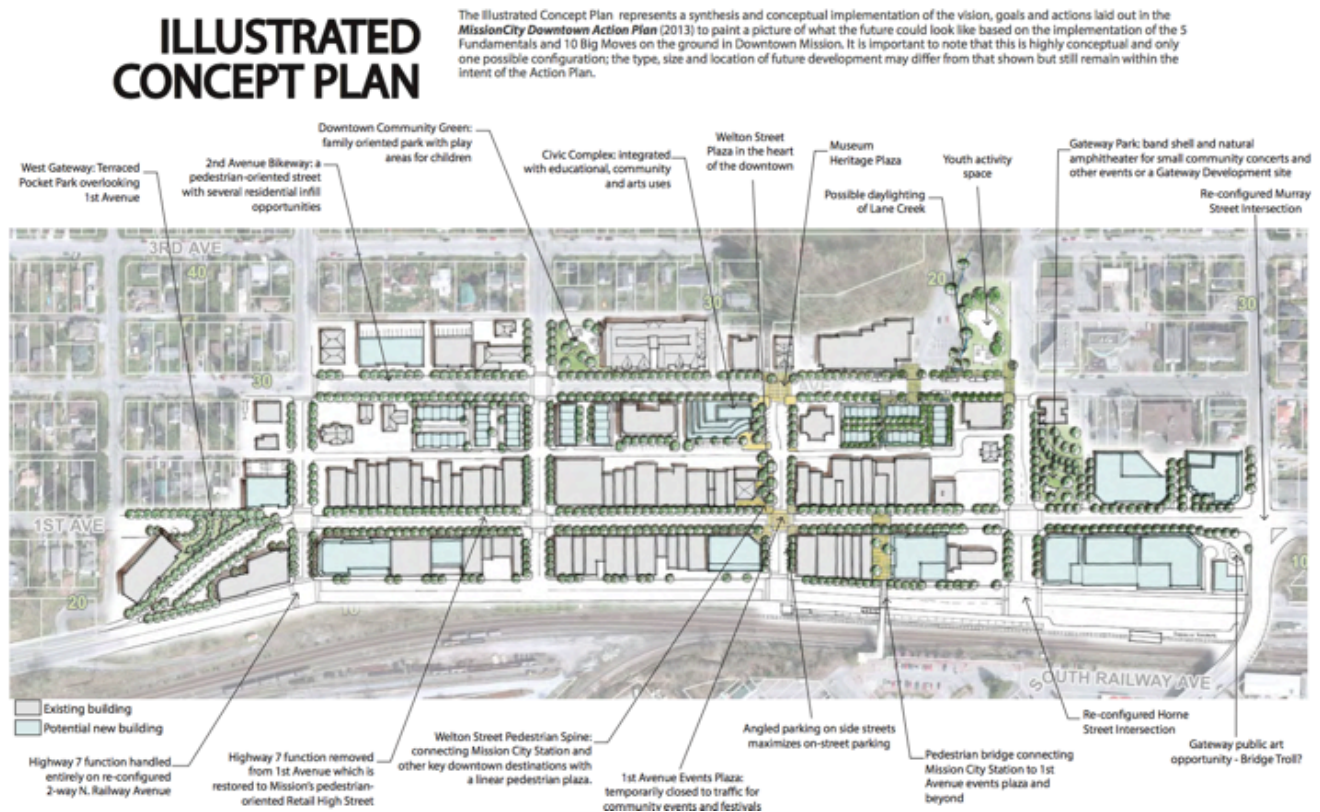 ILLUSTRATED
CONCEPT PLAN
The Illustrated Concept Plan represents a synthesis and conceptual implementation of the vision, goals and actions laid out in the
MissionCity Downtown Action Plan (2013) to paint a picture of what the future could look like based on the implementation of the 5
Fundamentals and 10 Big Moves on the ground in Downtown Mission. It is important to note that this is highly conceptual and only
one possible configuration; the type, size and location of future development may differ from that shown but still remain within the
intent of the Action Plan.
West Gateway: Terraced
Pocket Park overlooking
1st Avenue
2nd Avenue Bikeway: a
pedestrian-oriented street
with several residential infill
opportunities
Downtown Community Green:
family oriented park with play
areas for children
Civic Complex: integrated
with educational, community
and arts uses
Welton Street
Plaza in the heart
of the downtown
Museum
Heritage Plaza
Possible daylighting
of Lane Creek
Youth activity
space
Gateway Park: band shell and natural
amphitheater for small community concerts and
other events or a Gateway Development site
Re-configured Murray
Street Intersection
3RD AVE
40
30
20
30
30
AVE
1ST AVE
20
10
10
SOUTH RAILWAY AVE
Existing building
Potential new building
Highway 7 function handled
entirely on re-configured
2-way N. Railway Avenue
Highway 7 function removed
from 1st Avenue which is
restored to Mission's pedestrian-
oriented Retail High Street
Welton Street Pedestrian Spine:
connecting Mission City Station and
other key downtown destinations with
a linear pedestrian plaza.
1st Avenue Events Plaza:
temporarily closed to traffic for
community events and festivals
Angled parking on side streets
maximizes on-street parking
Pedestrian bridge connecting
Mission City Station to 1st
Avenue events plaza and
beyond
Re-configured Horne
Street Intersection
Gateway public art
opportunity - Bridge Troll?